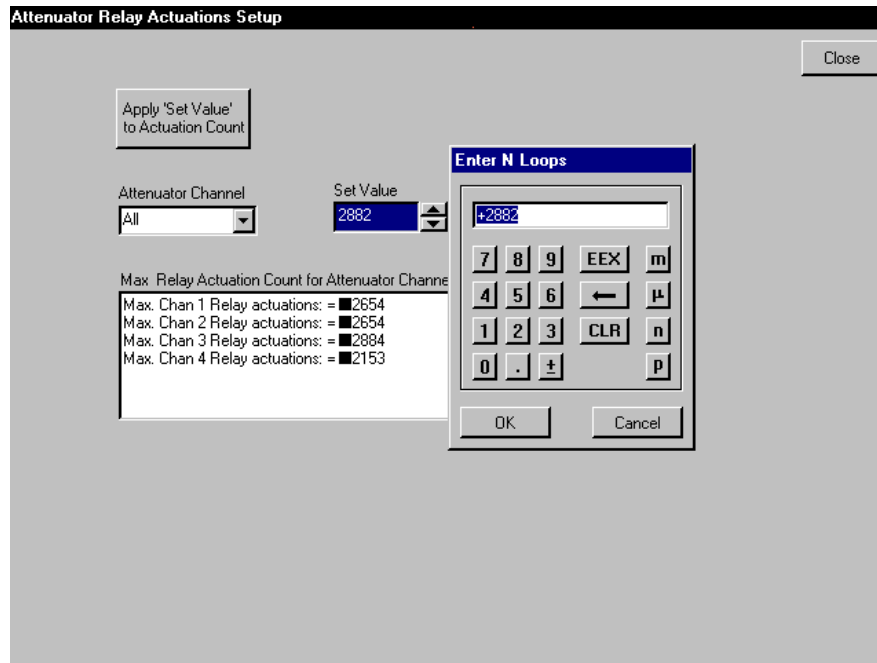 Attenuator Relay Actuations Setup
Close
Apply 'Set Value'
to Actuation Count
Attenuator Channel
All
Set Value
2882
Max Relay Actuation Count for Attenuator Channe
Max. Chan 1 Relay actuations: = ■2654
Max. Chan 2 Relay actuations: = ■2654
Max. Chan 3 Relay actuations: = ■2884
Max. Chan 4 Relay actuations: = ■2153
Enter N Loops
+2882
7 8 9 EEX m
4 5 6 ← µ
1 2 3 CLR n
0 . ± p
OK Cancel